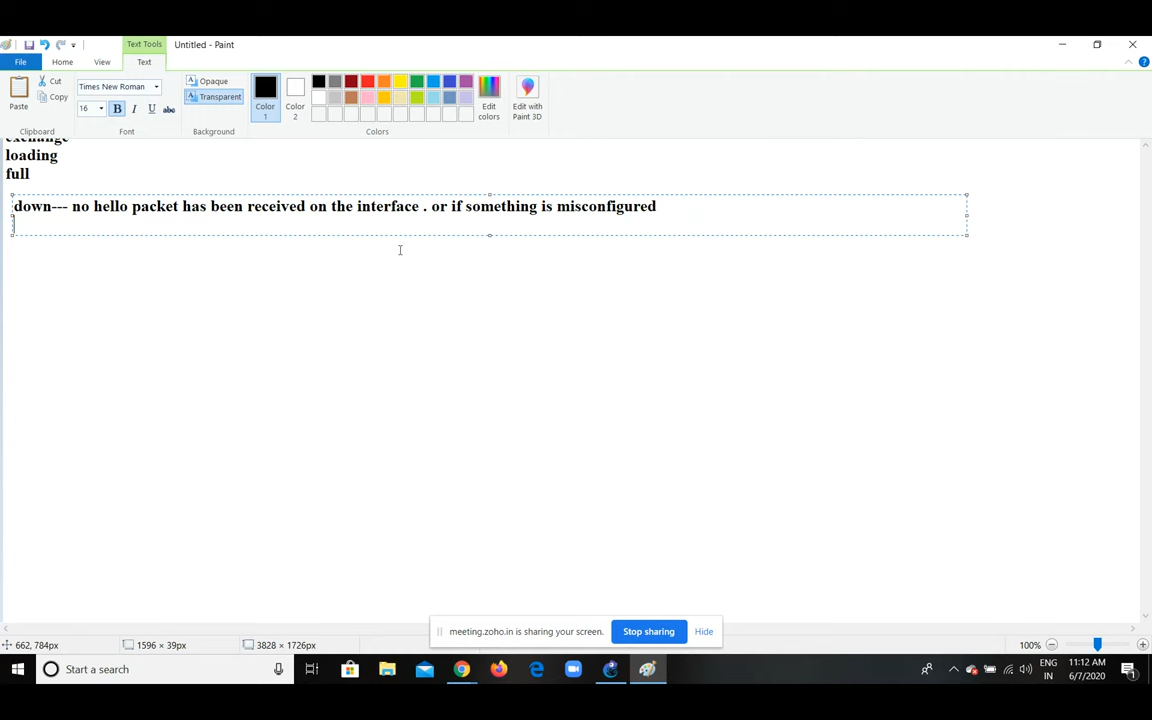 Text Tools
Untitled - Paint
File
Home
View
Text
Paste
Cut
Copy
Clipboard
Times New Roman
16
B
I
U
abc
Font
Opaque
Transparent
Background
Color 1
Color 2
Edit colors
Colors
Edit with Paint 3D
exchange
loading
full
down--- no hello packet has been received on the interface . or if something is misconfigured
meeting.zoho.in is sharing your screen.
Stop sharing
Hide
662, 784px
1596 × 39px
3828 × 1726px
100%
Start a search
ENG
IN
11:12 AM
6/7/2020
1